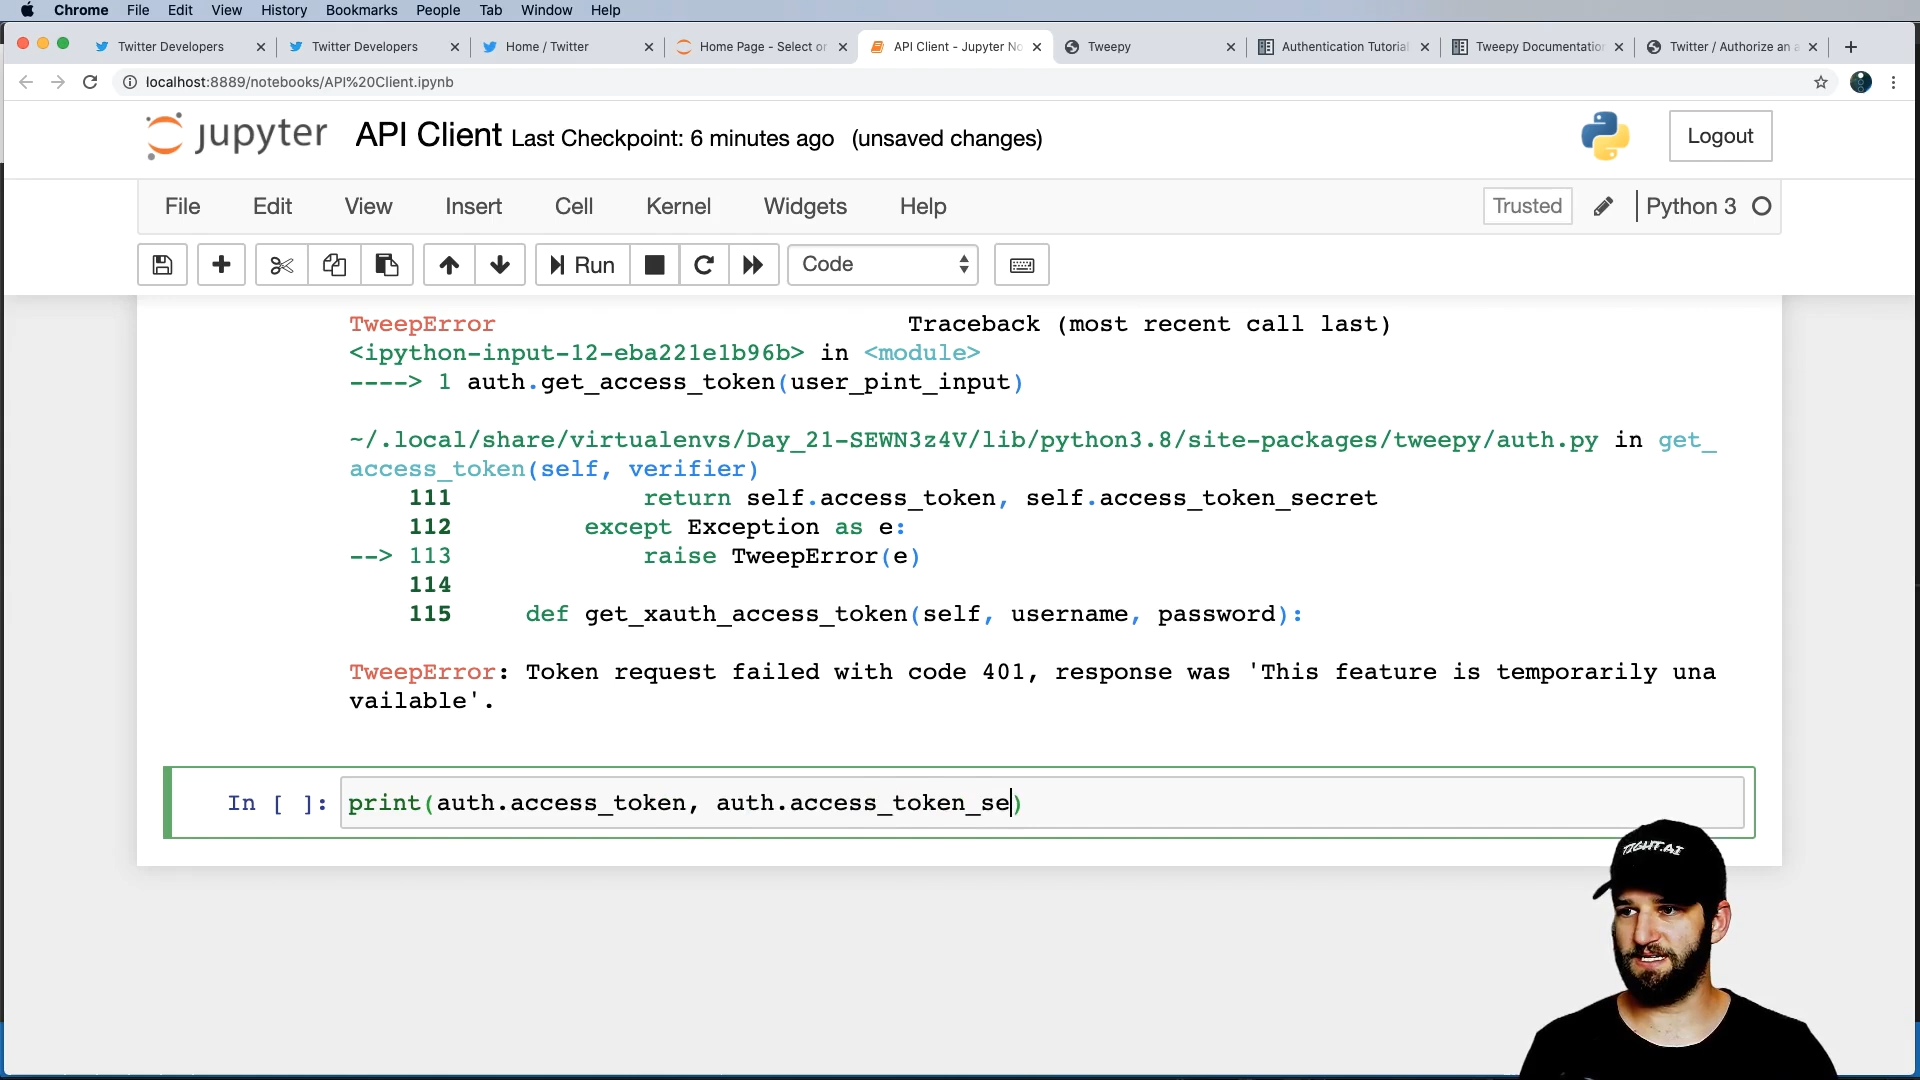 Chrome File Edit View History Bookmarks People Tab Window Help
Twitter Developers Twitter Developers Home / Twitter Home Page - Select or API Client - Jupyter No Tweepy Authentication Tutorial Tweepy Documentation Twitter / Authorize an a
localhost:8889/notebooks/API%20Client.ipynb
jupyter API Client Last Checkpoint: 6 minutes ago (unsaved changes) Logout
File Edit View Insert Cell Kernel Widgets Help Trusted Python 3
Run Code
TweepError Traceback (most recent call last)
<ipython-input-12-eba221e1b96b> in <module>
----> 1 auth.get_access_token(user_pint_input)
~/.local/share/virtualenvs/Day_21-SEWN3z4V/lib/python3.8/site-packages/tweepy/auth.py in get_
access_token(self, verifier)
111 return self.access_token, self.access_token_secret
112 except Exception as e:
--> 113 raise TweepError(e)
114
115 def get_xauth_access_token(self, username, password):
TweepError: Token request failed with code 401, response was 'This feature is temporarily una
vailable'.
In [ ]: print(auth.access_token, auth.access_token_se)
TIGHT.AI